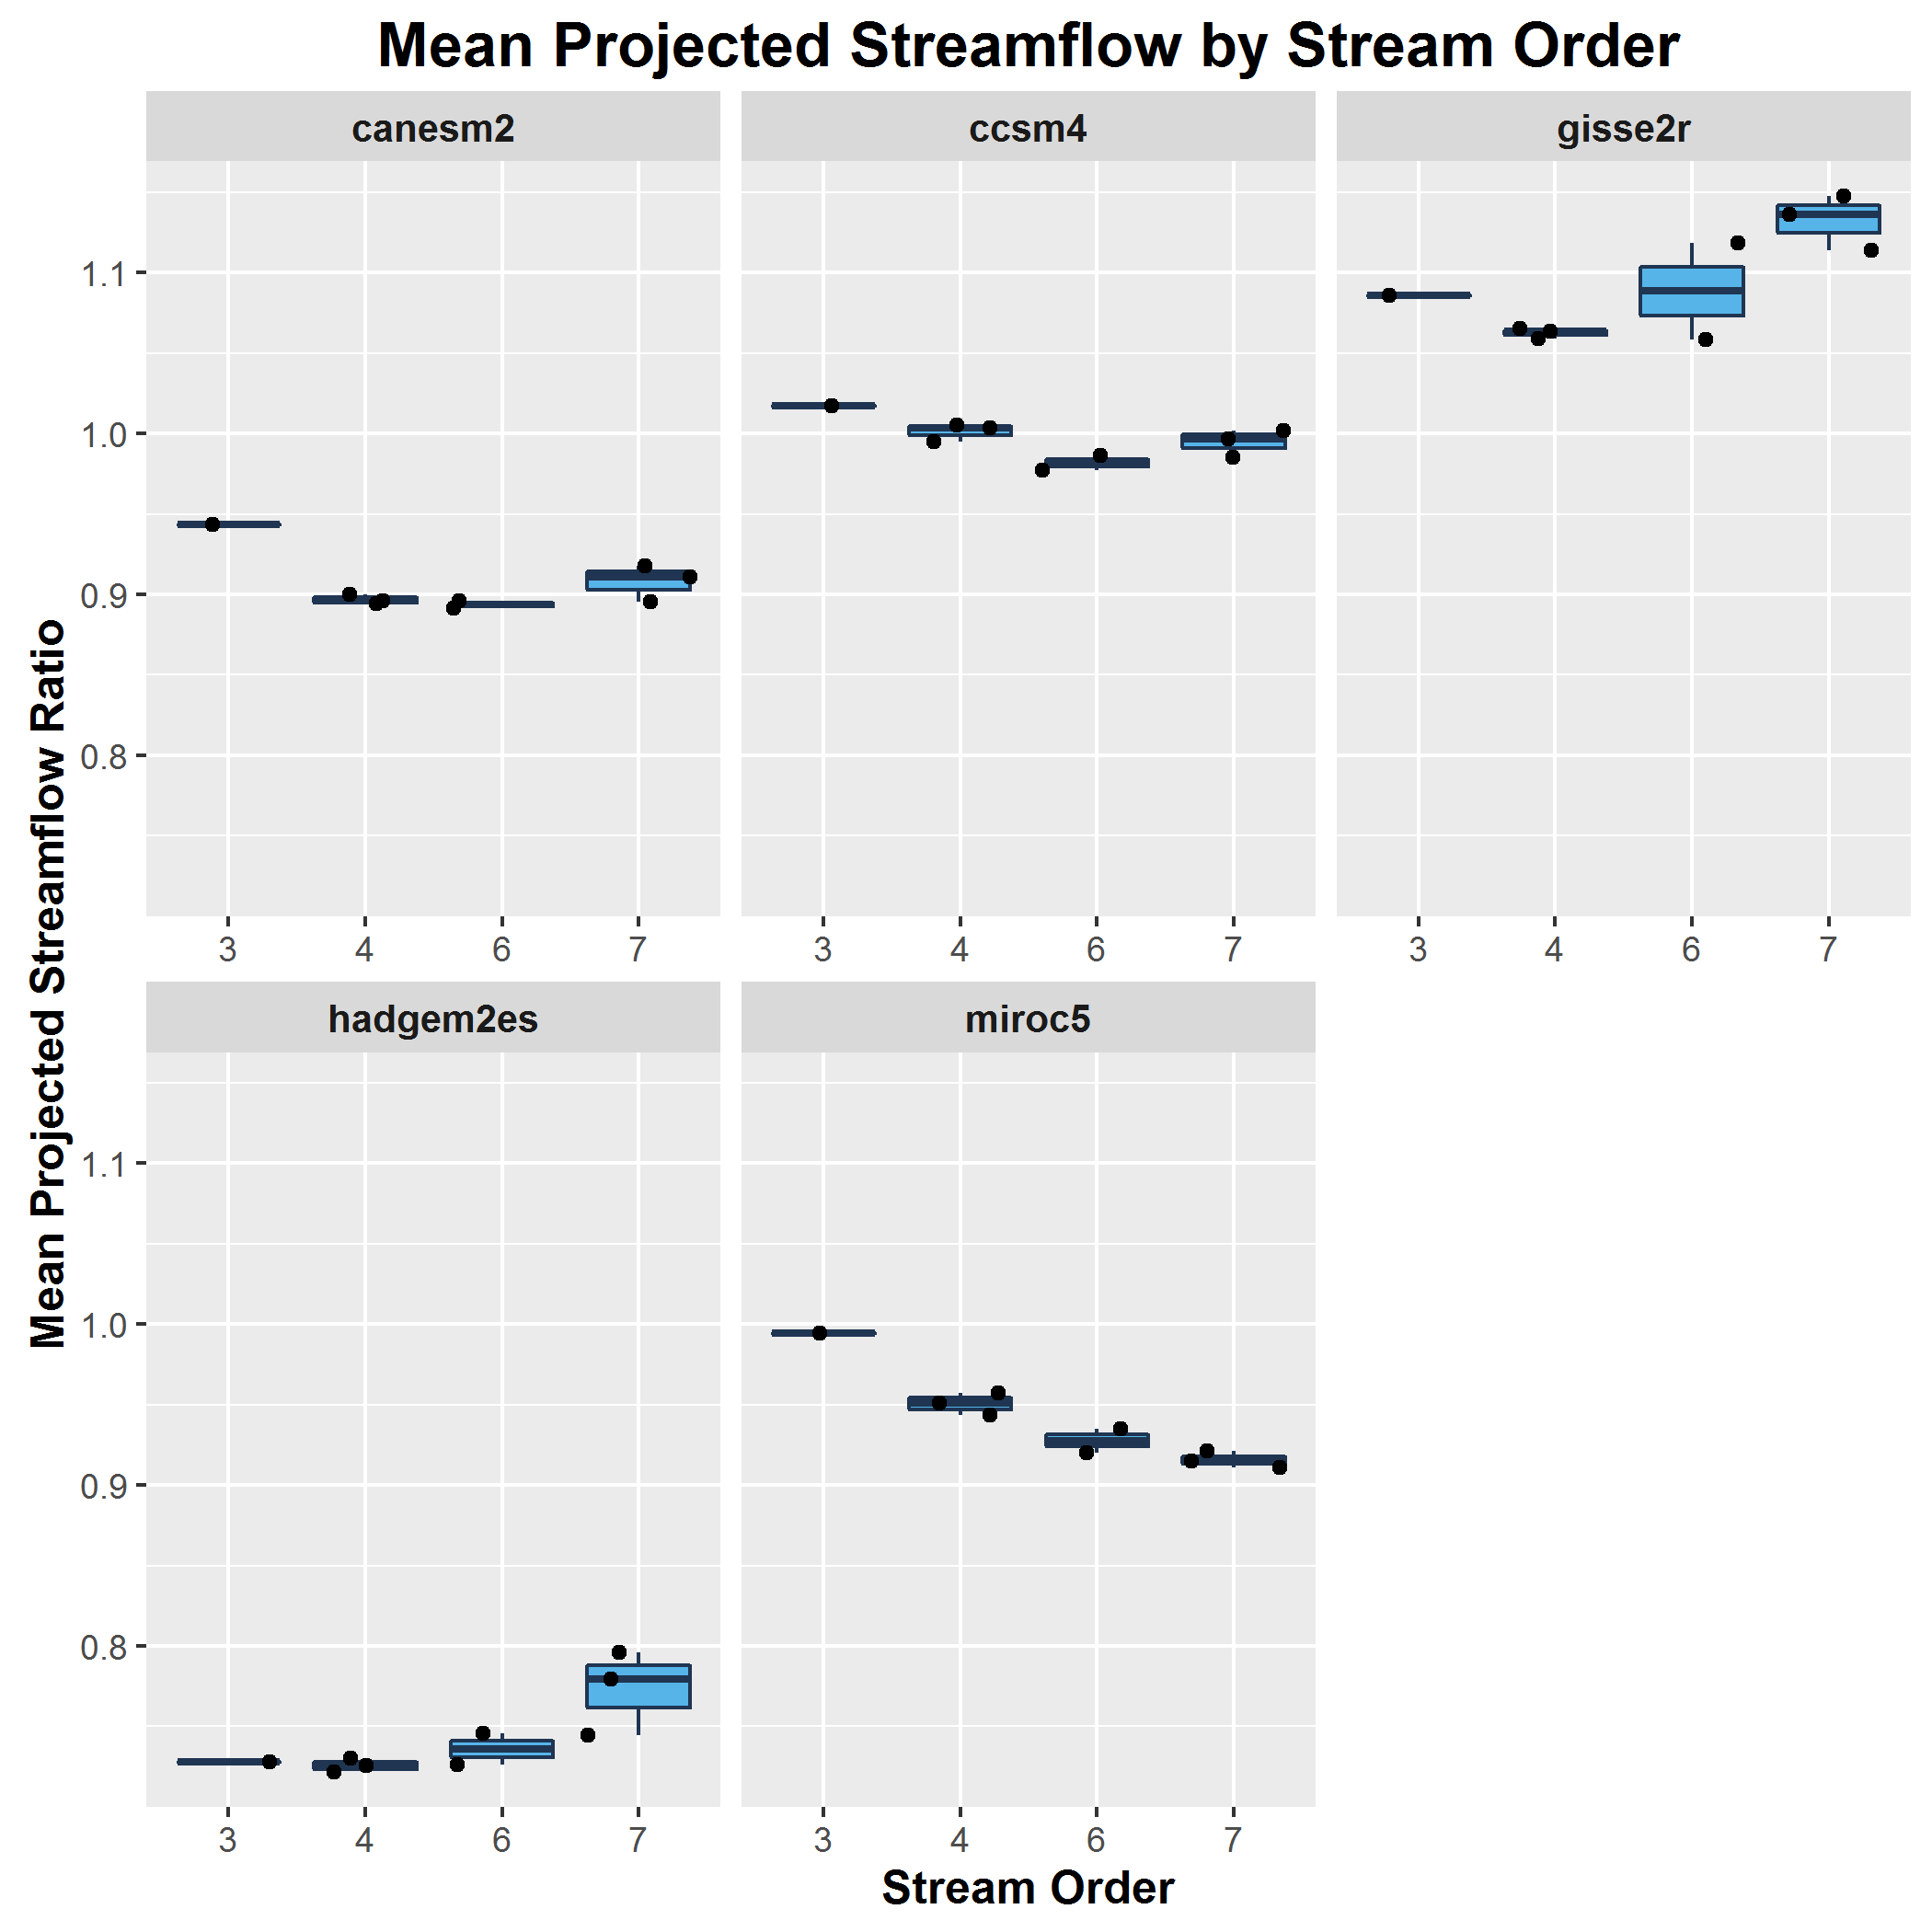 Mean Projected Streamflow by Stream Order
canesm2
ccsm4
gisse2r
1.1
1.0
0.9
0.8
3 4 6 7
3 4 6 7
3 4 6 7
Mean Projected Streamflow Ratio
hadgem2es
miroc5
1.1
1.0
0.9
0.8
3 4 6 7
3 4 6 7
Stream Order